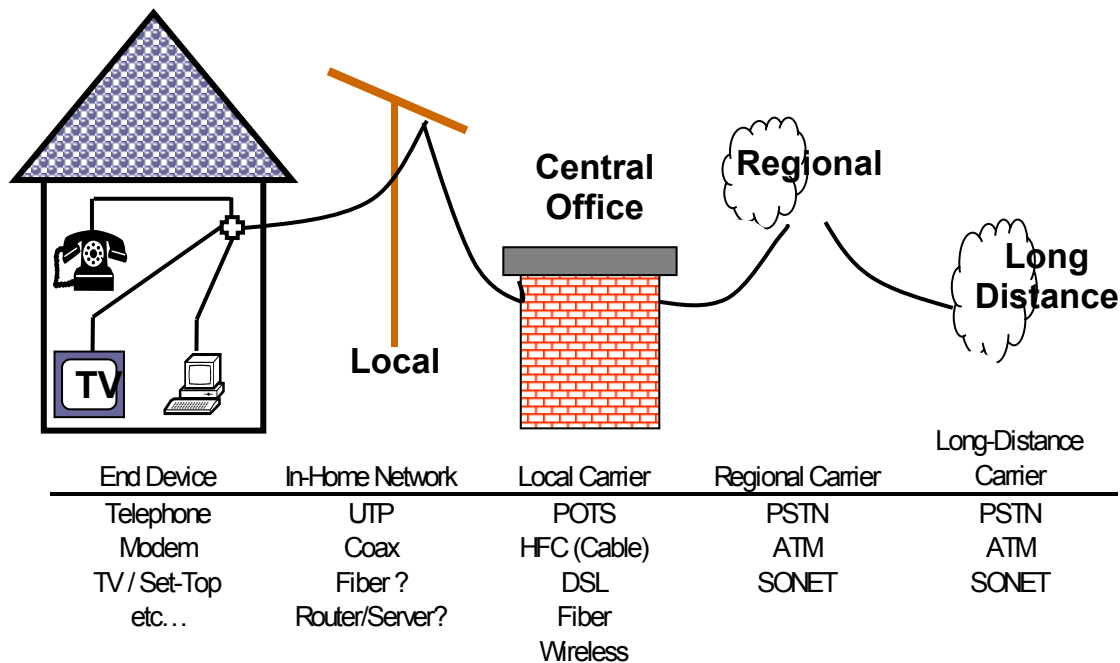 Central
Office
Regional
Long
Distance
Local
TV
End Device In-Home Network Local Carrier Regional Carrier Long-Distance
Carrier
Telephone UTP POTS PSTN PSTN
Modem Coax HFC (Cable) ATM ATM
TV / Set-Top Fiber ? DSL SONET SONET
etc… Router/Server? Fiber
Wireless